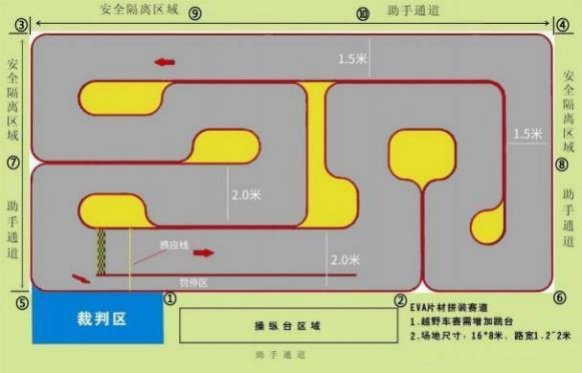 安全隔离区域 ⑨ ⑩ 助手通道
③ ④
1.5米
安全隔离区域
安全隔离区域
1.5米
⑦ ⑧
2.0米
助手通道
助手通道
感应线
2.0米
罚停区
⑤ ① ② ⑥
裁判区
操纵台区域
EVA片材拼装赛道
1.越野车赛需增加跳台
2.场地尺寸：16*8米、路宽1.2~2米
助手通道